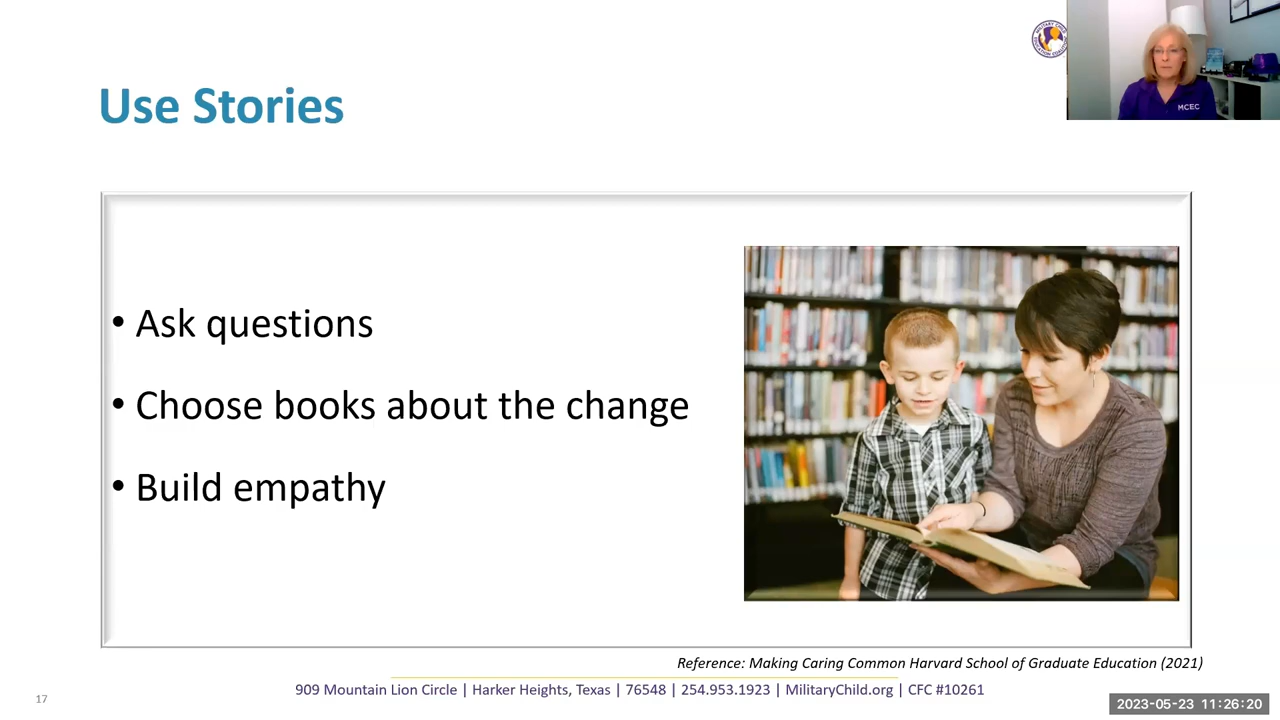 MCEC
Use Stories
• Ask questions
• Choose books about the change
• Build empathy
Reference: Making Caring Common Harvard School of Graduate Education (2021)
909 Mountain Lion Circle | Harker Heights, Texas | 76548 | 254.953.1923 | MilitaryChild.org | CFC #10261
17
2023-05-23 11:26:20